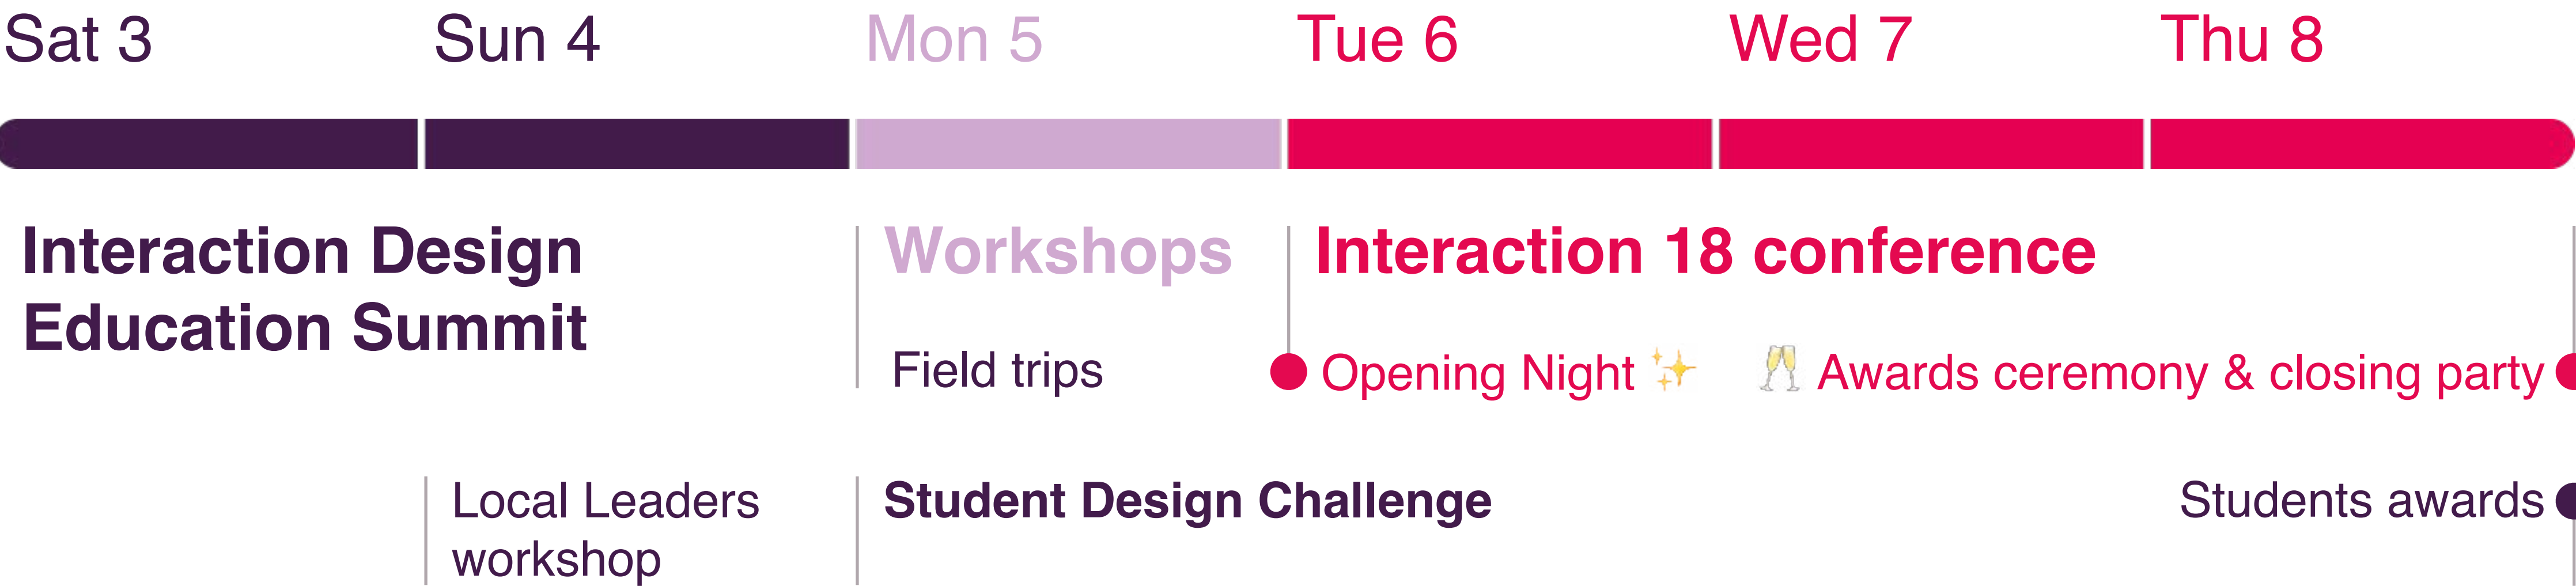 Sat 3 Sun 4 Mon 5 Tue 6 Wed 7 Thu 8
Interaction Design
Education Summit
Workshops
Field trips
Interaction 18 conference
Opening Night ✨ 🥂 Awards ceremony & closing party
Local Leaders
workshop
Student Design Challenge
Students awards